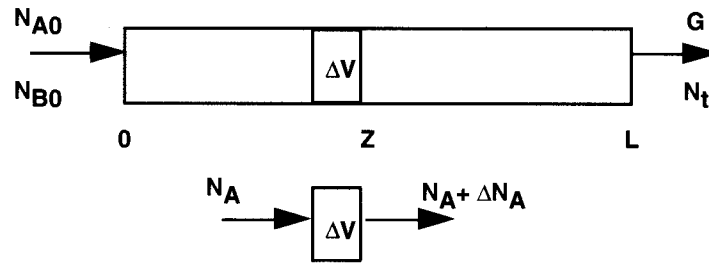 N_A0
G
ΔV
N_B0
N_t
0 Z L
N_A
N_A + ΔN_A
ΔV